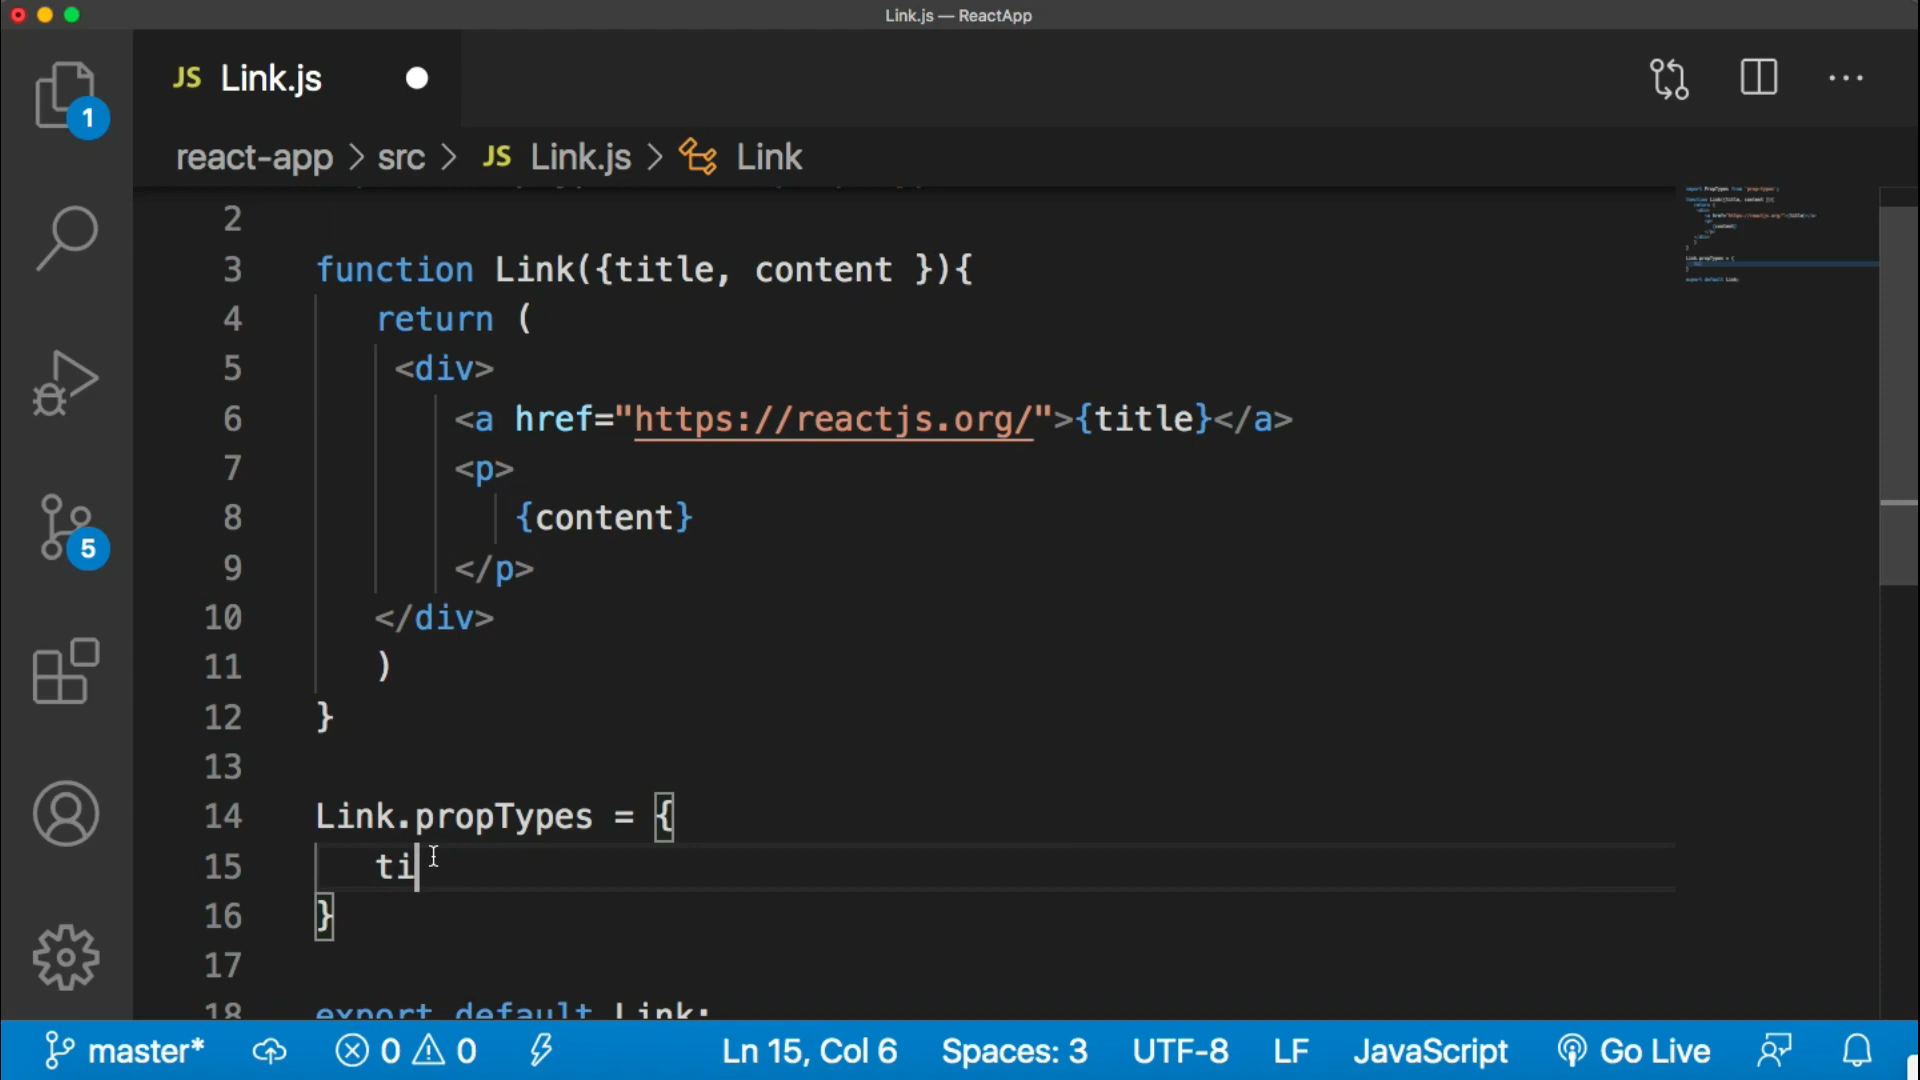 Link.js — ReactApp
JS Link.js
1
react-app > src > JS Link.js > Link
2
3 function Link({title, content }){
4 return (
5 <div>
6 <a href="https://reactjs.org/">{title}</a>
7 <p>
8 {content}
9 </p>
10 </div>
11 )
12 }
13
14 Link.propTypes = {
15 ti
16 }
17
18 export default Link;
5
master* 0 0 Ln 15, Col 6 Spaces: 3 UTF-8 LF JavaScript Go Live